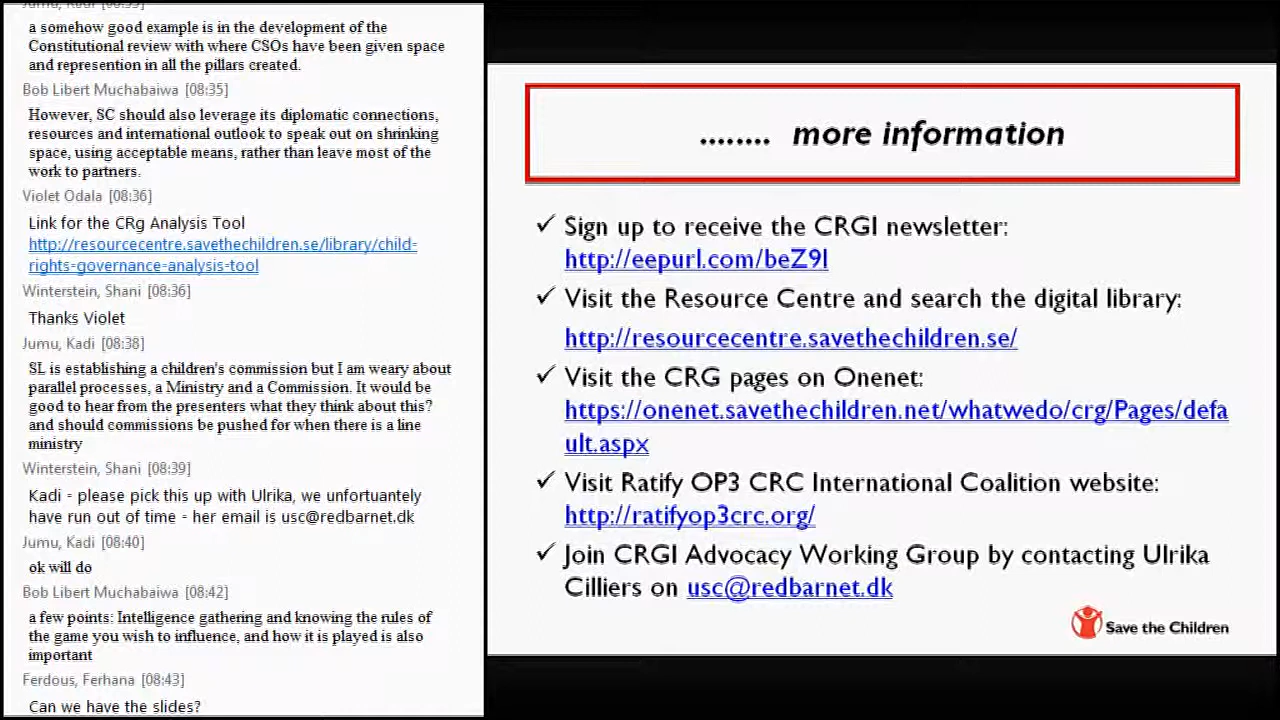 a somehow good example is in the development of the
Constitutional review with where CSOs have been given space
and represention in all the pillars created.
Bob Libert Muchabaiwa [08:35]
However, SC should also leverage its diplomatic connections,
resources and international outlook to speak out on shrinking
space, using acceptable means, rather than leave most of the
work to partners.
Violet Odala [08:36]
Link for the CRg Analysis Tool
http://resourcecentre.savethechildren.se/library/child-
rights-governance-analysis-tool
Winterstein, Shani [08:36]
Thanks Violet
Jumu, Kadi [08:38]
SL is establishing a children's commission but I am weary about
parallel processes, a Ministry and a Commission. It would be
good to hear from the presenters what they think about this?
and should commissions be pushed for when there is a line
ministry
Winterstein, Shani [08:39]
Kadi - please pick this up with Ulrika, we unfortuantely
have run out of time - her email is usc@redbarnet.dk
Jumu, Kadi [08:40]
ok will do
Bob Libert Muchabaiwa [08:42]
a few points: Intelligence gathering and knowing the rules of
the game you wish to influence, and how it is played is also
important
Ferdous, Ferhana [08:43]
Can we have the slides?
........ more information
✓ Sign up to receive the CRGI newsletter:
http://eepurl.com/beZ9l
✓ Visit the Resource Centre and search the digital library:
http://resourcecentre.savethechildren.se/
✓ Visit the CRG pages on Onenet:
https://onenet.savethechildren.net/whatwedo/crg/Pages/defa
ult.aspx
✓ Visit Ratify OP3 CRC International Coalition website:
http://ratifyop3crc.org/
✓ Join CRGI Advocacy Working Group by contacting Ulrika
Cilliers on usc@redbarnet.dk
Save the Children